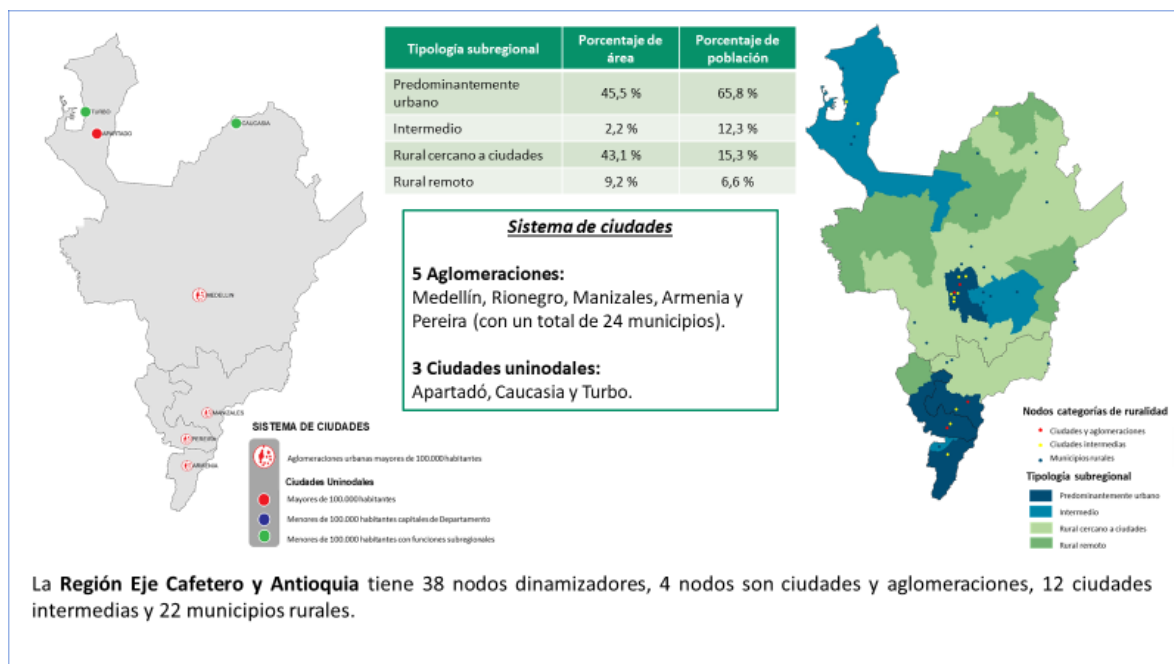 TURBO
APARTADO
CAUCASIA
MEDELLIN
MANIZALES
PEREIRA
ARMENIA
SISTEMA DE CIUDADES
Aglomeraciones urbanas mayores de 100.000 habitantes
Ciudades Uninodales
Mayores de 100.000 habitantes
Menores de 100.000 habitantes capitales de Departamento
Menores de 100.000 habitantes con funciones subregionales
Tipología subregional Porcentaje de área Porcentaje de población
Predominantemente urbano 45,5 % 65,8 %
Intermedio 2,2 % 12,3 %
Rural cercano a ciudades 43,1 % 15,3 %
Rural remoto 9,2 % 6,6 %
Sistema de ciudades
5 Aglomeraciones:
Medellín, Rionegro, Manizales, Armenia y
Pereira (con un total de 24 municipios).
3 Ciudades uninodales:
Apartadó, Caucasia y Turbo.
Nodos categorías de ruralidad
Ciudades y aglomeraciones
Ciudades intermedias
Municipios rurales
Tipología subregional
Predominantemente urbano
Intermedio
Rural cercano a ciudades
Rural remoto
La Región Eje Cafetero y Antioquia tiene 38 nodos dinamizadores, 4 nodos son ciudades y aglomeraciones, 12 ciudades
intermedias y 22 municipios rurales.